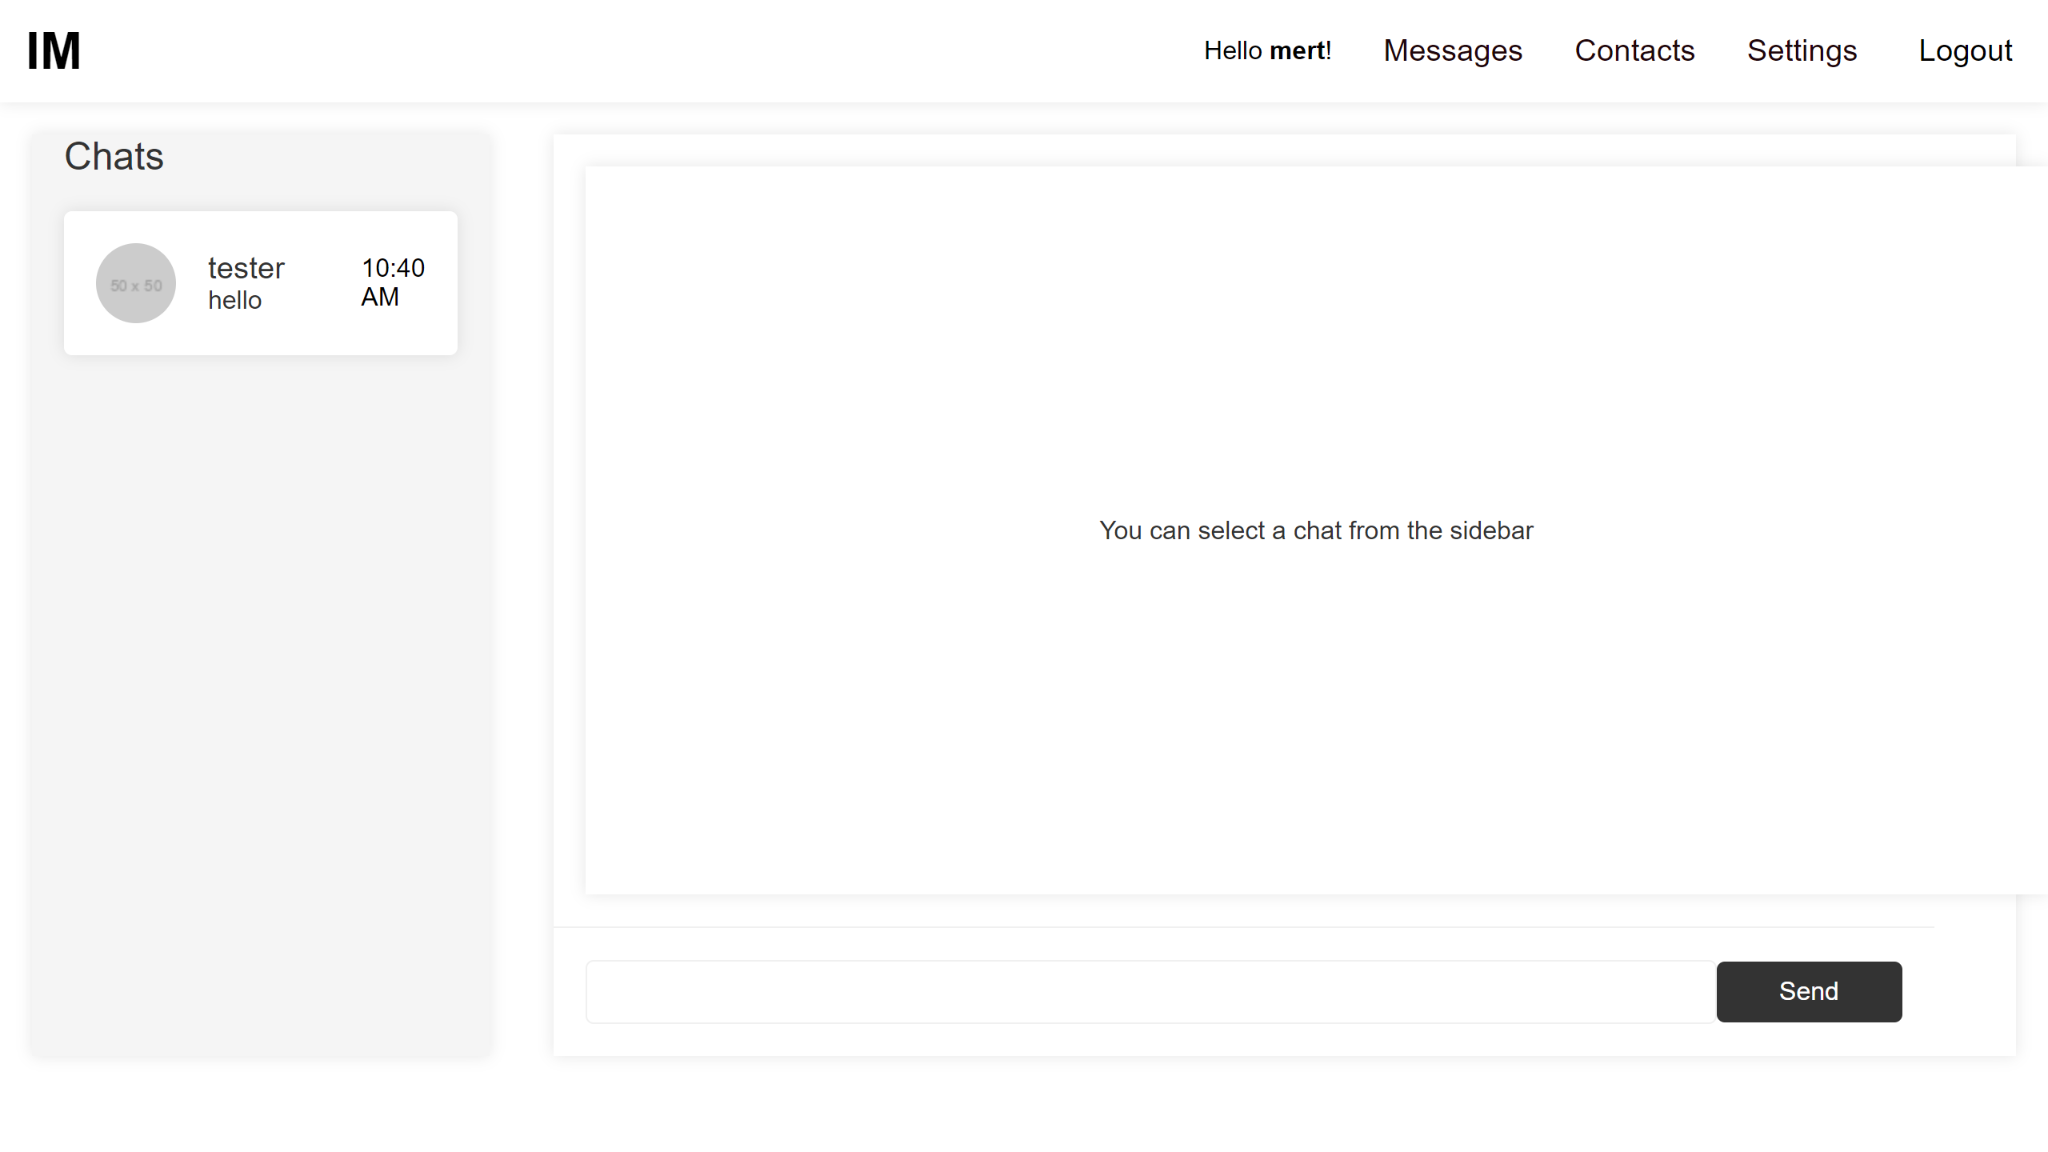 IM
Hello mert!
Messages
Contacts
Settings
Logout
Chats
50 x 50
tester
hello
10:40
AM
You can select a chat from the sidebar
Send